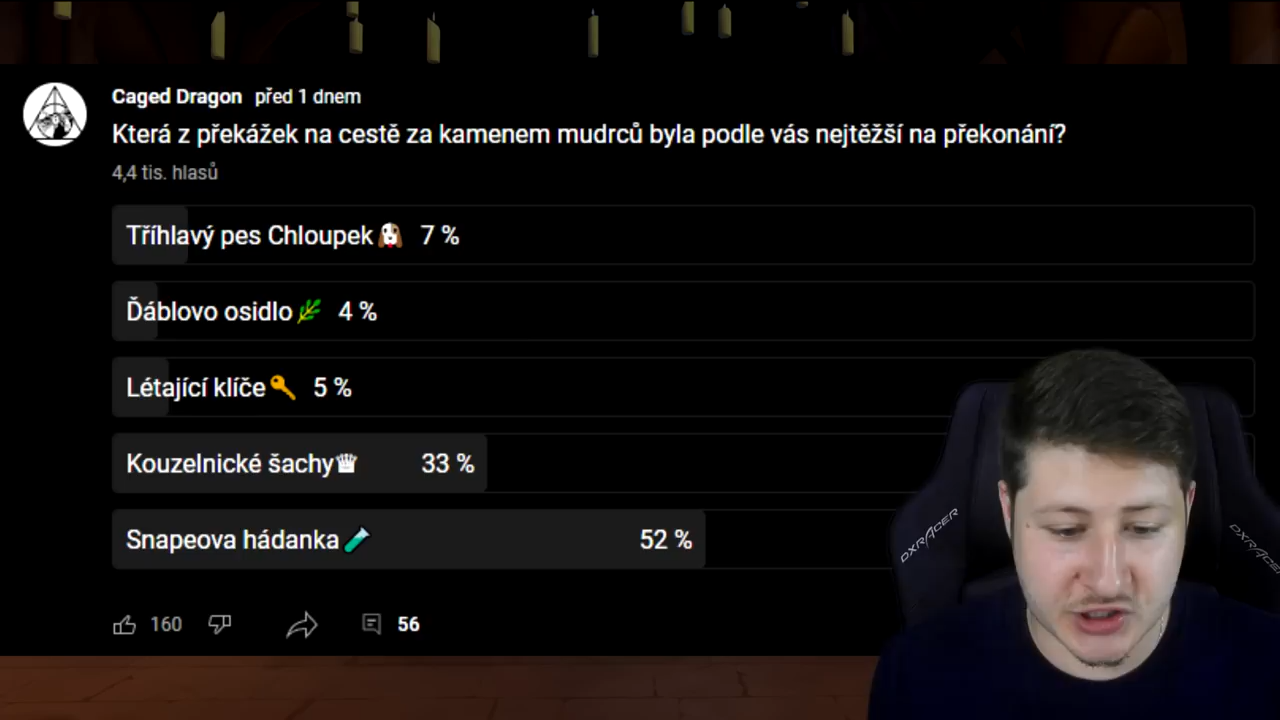 Caged Dragon před 1 dnem
Která z překážek na cestě za kamenem mudrců byla podle vás nejtěžší na překonání?
4,4 tis. hlasů
Tříhlavý pes Chloupek🐶 7 %
Ďáblovo osidlo🌿 4 %
Létající klíče🔑 5 %
Kouzelnické šachy♛ 33 %
Snapeova hádanka🧪 52 %
160 56
DXRACER
DXRACER